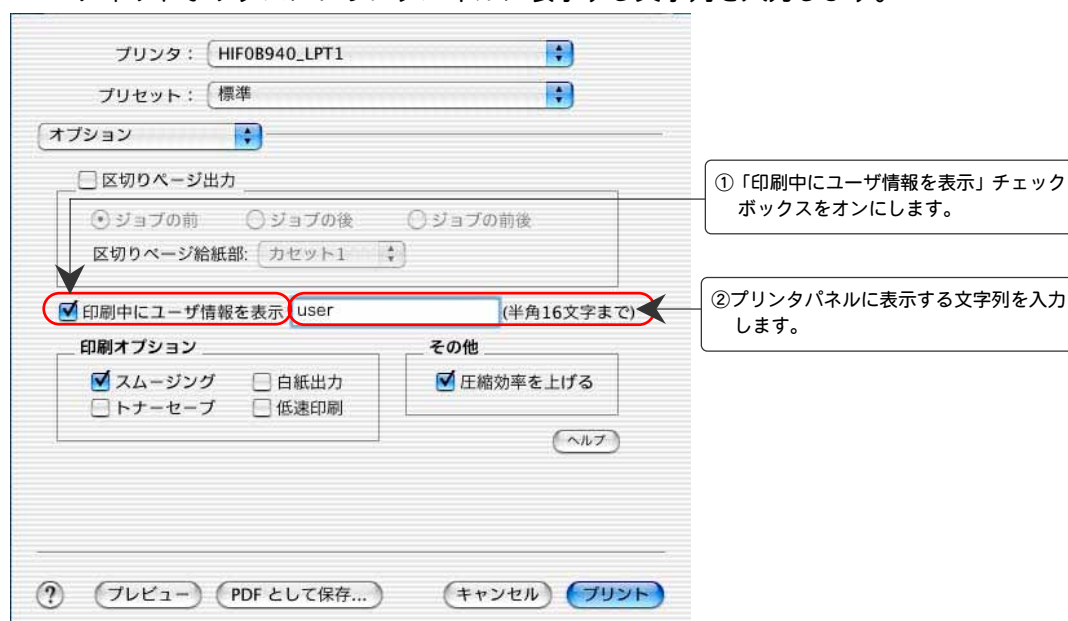 プリンタ： HIF0B940_LPT1
プリセット： 標準
オプション
区切りページ出力
ジョブの前 ジョブの後 ジョブの前後
区切りページ給紙部: カセット1
①「印刷中にユーザ情報を表示」チェック
ボックスをオンにします。
印刷中にユーザ情報を表示 user (半角16文字まで)
②プリンタパネルに表示する文字列を入力
します。
印刷オプション その他
スムージング 白紙出力 圧縮効率を上げる
トナーセーブ 低速印刷
ヘルプ
? プレビュー PDF として保存... キャンセル プリント